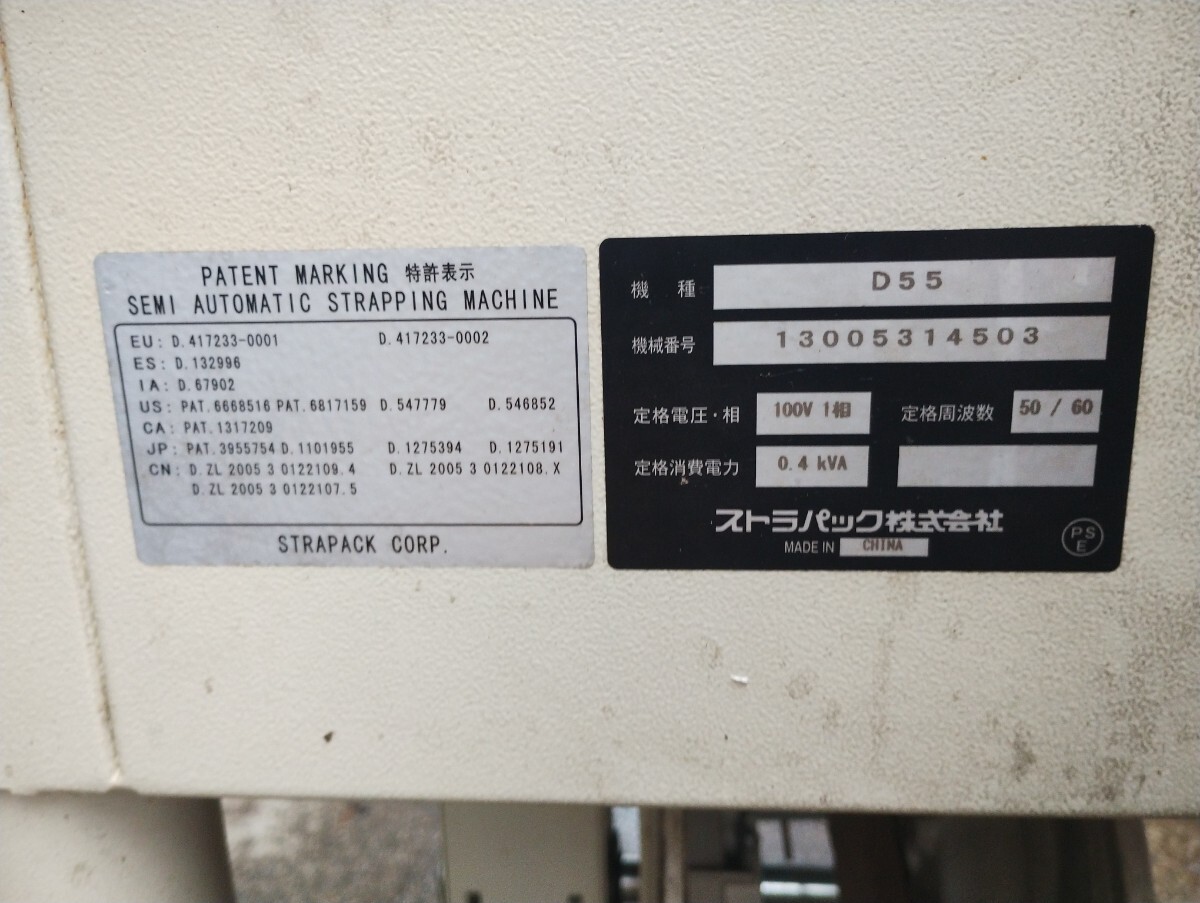 PATENT MARKING 特許表示
SEMI AUTOMATIC STRAPPING MACHINE
EU: D.417233-0001 D.417233-0002
ES: D.132996
IA: D.67902
US: PAT.6668516 PAT.6817159 D.547779 D.546852
CA: PAT.1317209
JP: PAT.3955754 D.1101955 D.1275394 D.1275191
CN: D.ZL 2005 3 0122109.4 D.ZL 2005 3 0122108.X
D.ZL 2005 3 0122107.5
STRAPACK CORP.
機種 D55
機械番号 13005314503
定格電圧・相 100V 1相 定格周波数 50 / 60
定格消費電力 0.4 kVA
ストラパック株式会社
MADE IN CHINA
PS
E